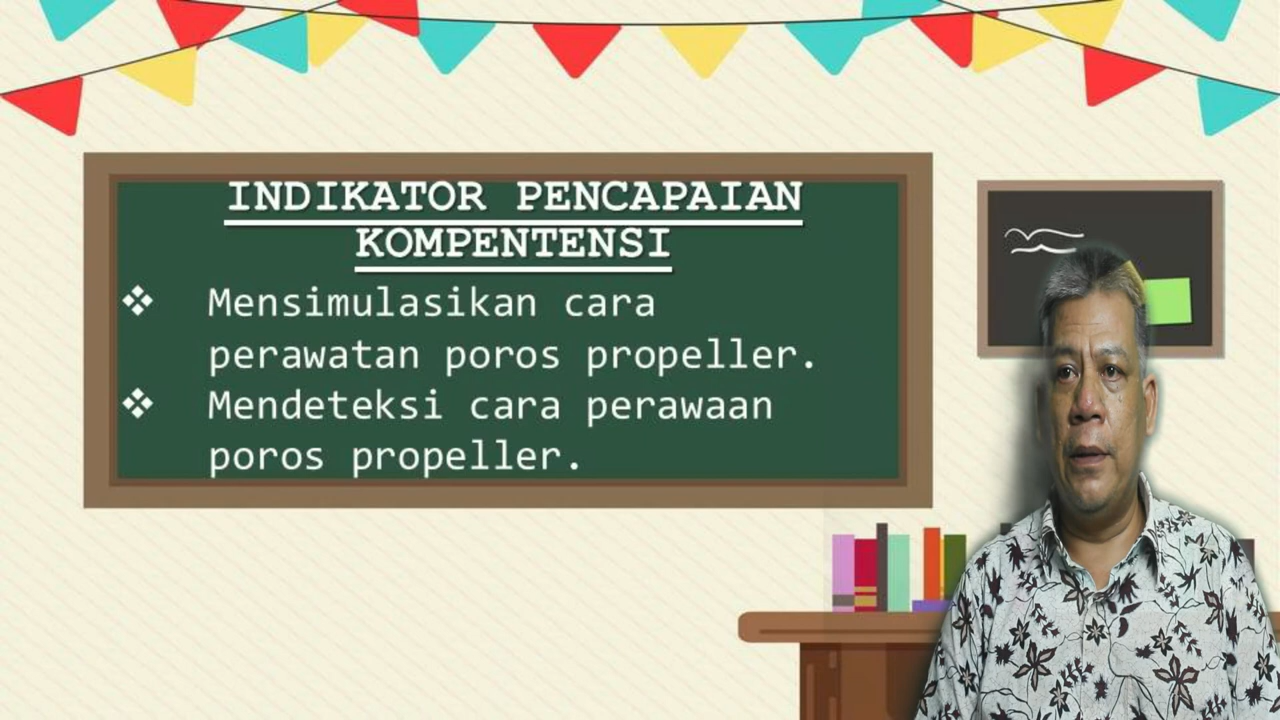 INDIKATOR PENCAPAIAN
KOMPENTENSI
❖ Mensimulasikan cara
perawatan poros propeller.
❖ Mendeteksi cara perawaan
poros propeller.